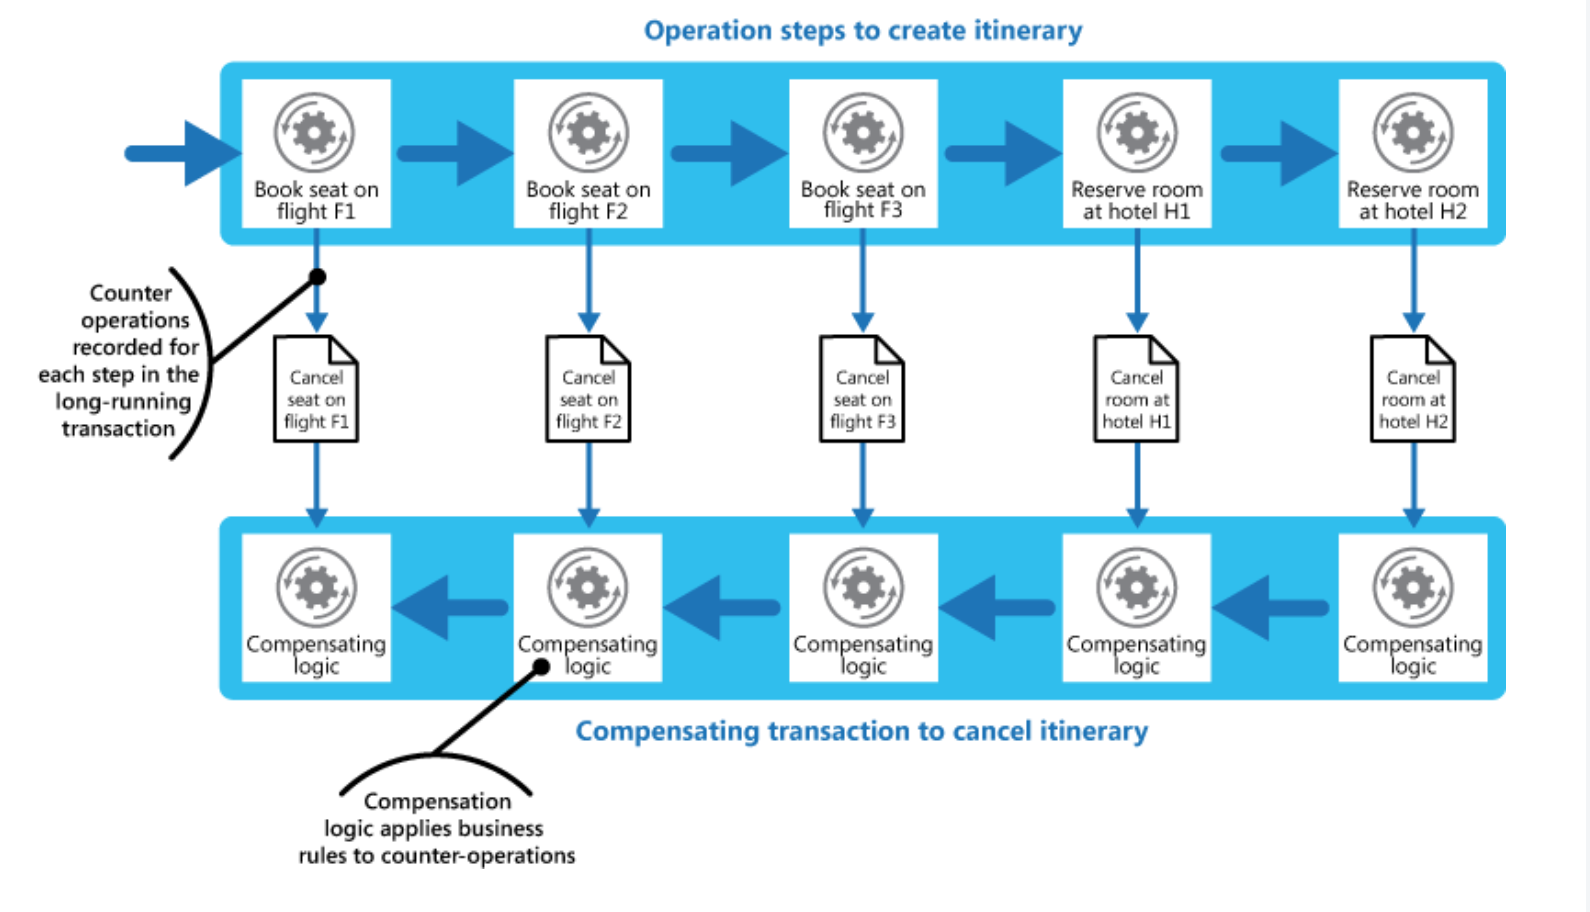 Operation steps to create itinerary
Book seat on
flight F1
Book seat on
flight F2
Book seat on
flight F3
Reserve room
at hotel H1
Reserve room
at hotel H2
Counter
operations
recorded for
each step in the
long-running
transaction
Cancel
seat on
flight F1
Cancel
seat on
flight F2
Cancel
seat on
flight F3
Cancel
room at
hotel H1
Cancel
room at
hotel H2
Compensating
logic
Compensating
logic
Compensating
logic
Compensating
logic
Compensating
logic
Compensating transaction to cancel itinerary
Compensation
logic applies business
rules to counter-operations